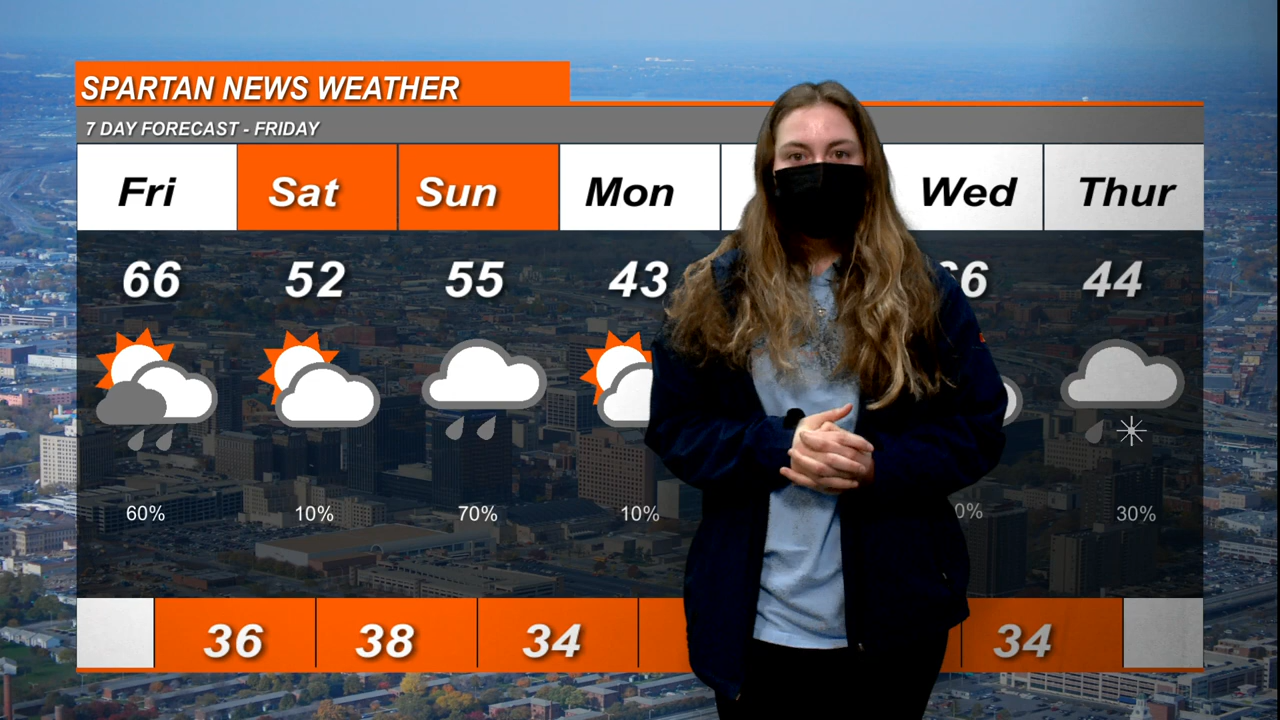 SPARTAN NEWS WEATHER
7 DAY FORECAST - FRIDAY
Fri Sat Sun Mon Wed Thur
66 52 55 43 44
60% 10% 70% 10% 30%
36 38 34 34